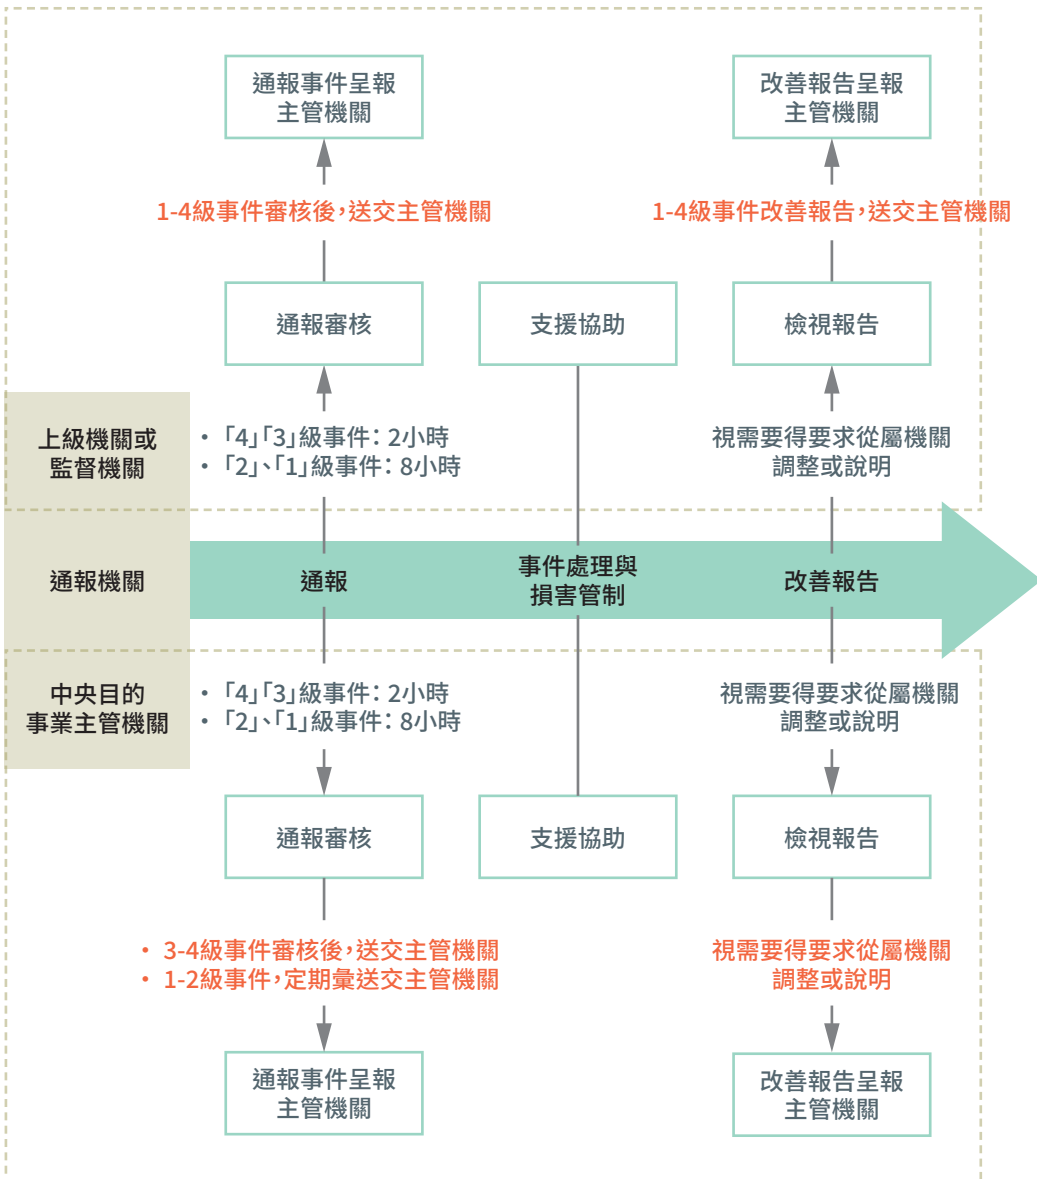 通報事件呈報
主管機關
改善報告呈報
主管機關
1-4級事件審核後，送交主管機關
1-4級事件改善報告，送交主管機關
通報審核
支援協助
檢視報告
上級機關或
監督機關
• 「4」「3」級事件：2小時
• 「2」、「1」級事件：8小時
視需要得要求從屬機關
調整或說明
通報機關
通報
事件處理與
損害管制
改善報告
中央目的
事業主管機關
• 「4」「3」級事件：2小時
• 「2」、「1」級事件：8小時
視需要得要求從屬機關
調整或說明
通報審核
支援協助
檢視報告
• 3-4級事件審核後，送交主管機關
• 1-2級事件，定期彙送交主管機關
視需要得要求從屬機關
調整或說明
通報事件呈報
主管機關
改善報告呈報
主管機關